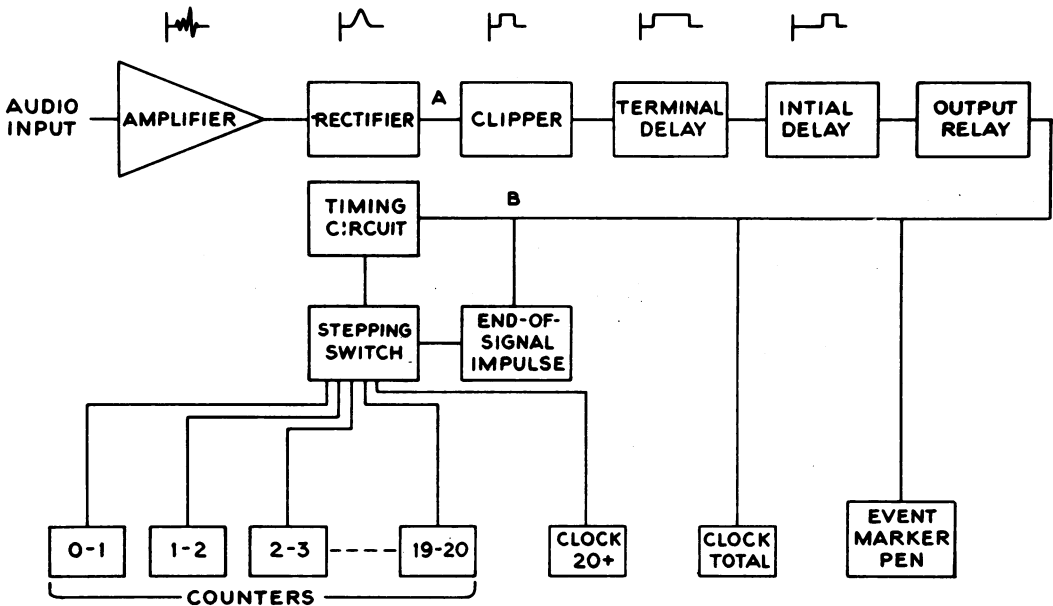 AUDIO
INPUT
AMPLIFIER
RECTIFIER
A
CLIPPER
TERMINAL
DELAY
INTIAL
DELAY
OUTPUT
RELAY
TIMING
CIRCUIT
B
STEPPING
SWITCH
END-OF-
SIGNAL
IMPULSE
0-1
1-2
2-3
19-20
CLOCK
20+
CLOCK
TOTAL
EVENT
MARKER
PEN
COUNTERS